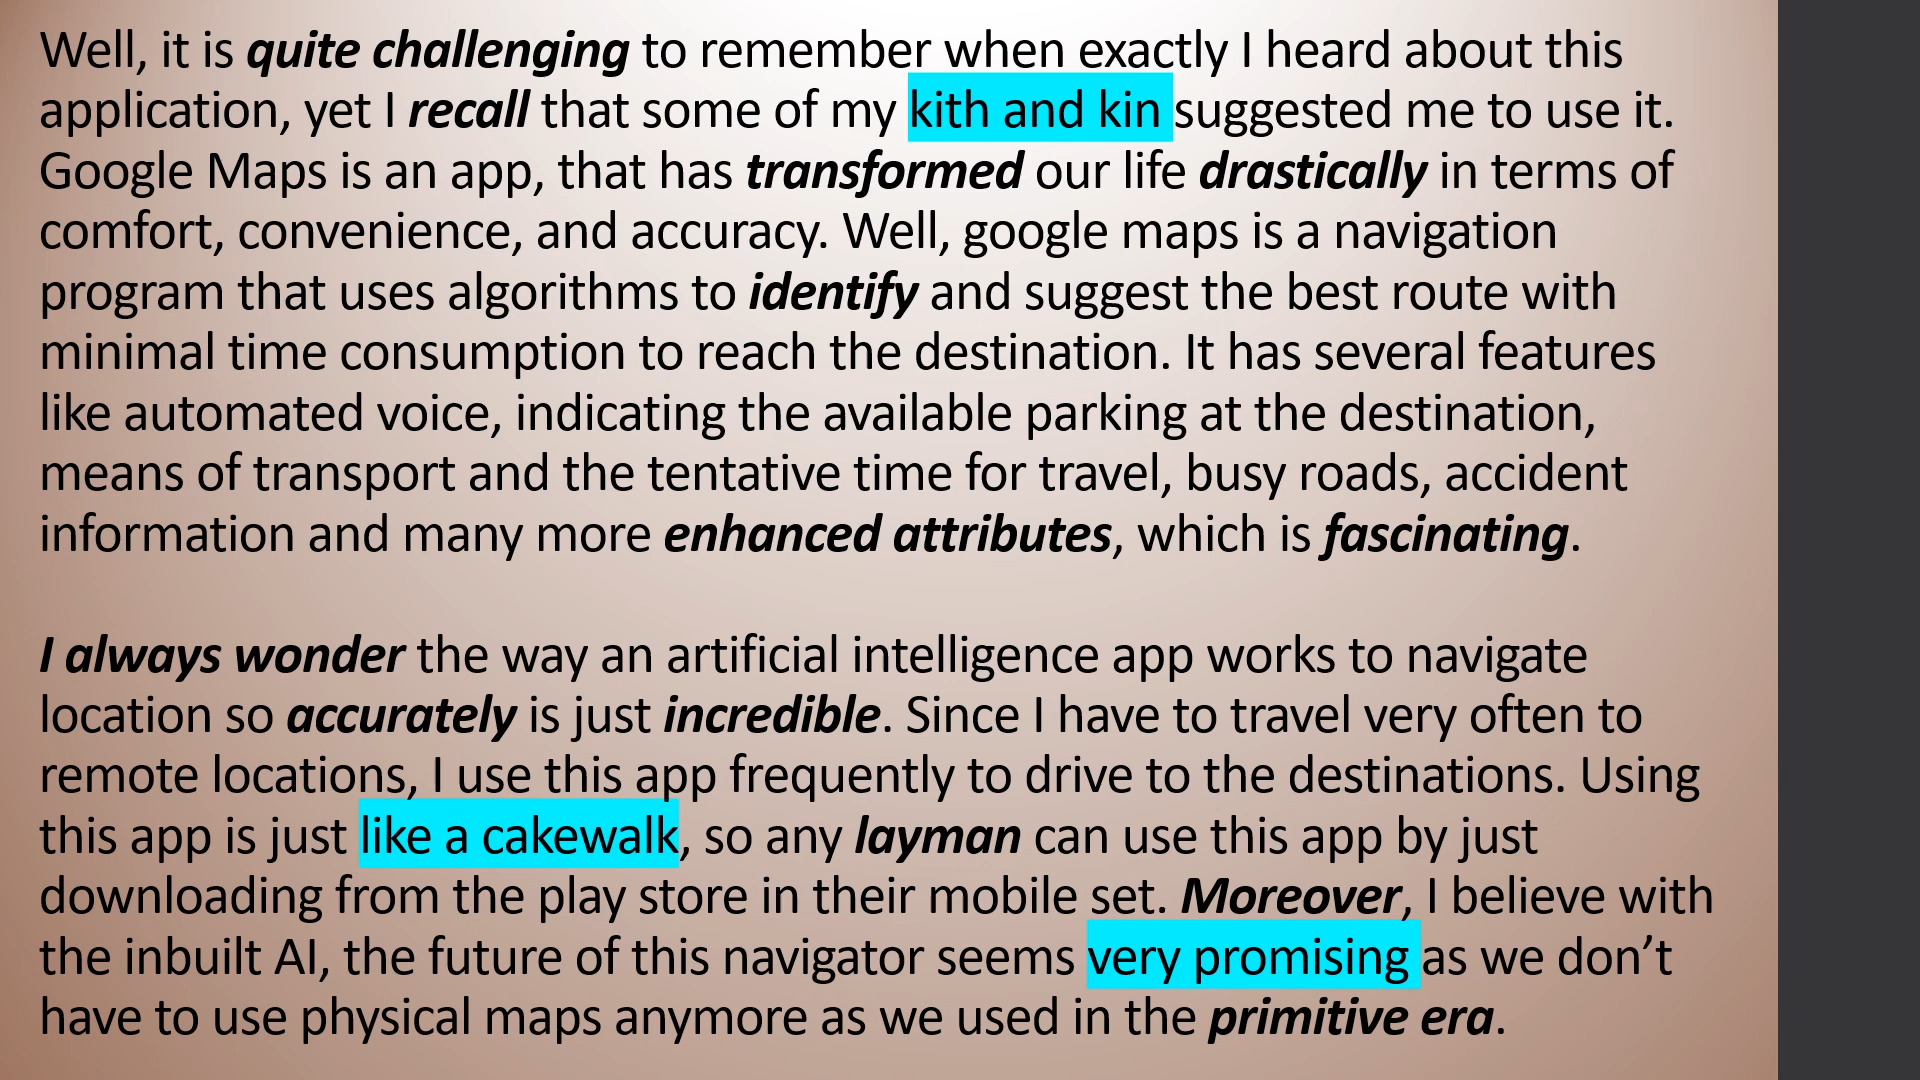 Well, it is quite challenging to remember when exactly I heard about this
application, yet I recall that some of my kith and kin suggested me to use it.
Google Maps is an app, that has transformed our life drastically in terms of
comfort, convenience, and accuracy. Well, google maps is a navigation
program that uses algorithms to identify and suggest the best route with
minimal time consumption to reach the destination. It has several features
like automated voice, indicating the available parking at the destination,
means of transport and the tentative time for travel, busy roads, accident
information and many more enhanced attributes, which is fascinating.
I always wonder the way an artificial intelligence app works to navigate
location so accurately is just incredible. Since I have to travel very often to
remote locations, I use this app frequently to drive to the destinations. Using
this app is just like a cakewalk, so any layman can use this app by just
downloading from the play store in their mobile set. Moreover, I believe with
the inbuilt AI, the future of this navigator seems very promising as we don’t
have to use physical maps anymore as we used in the primitive era.